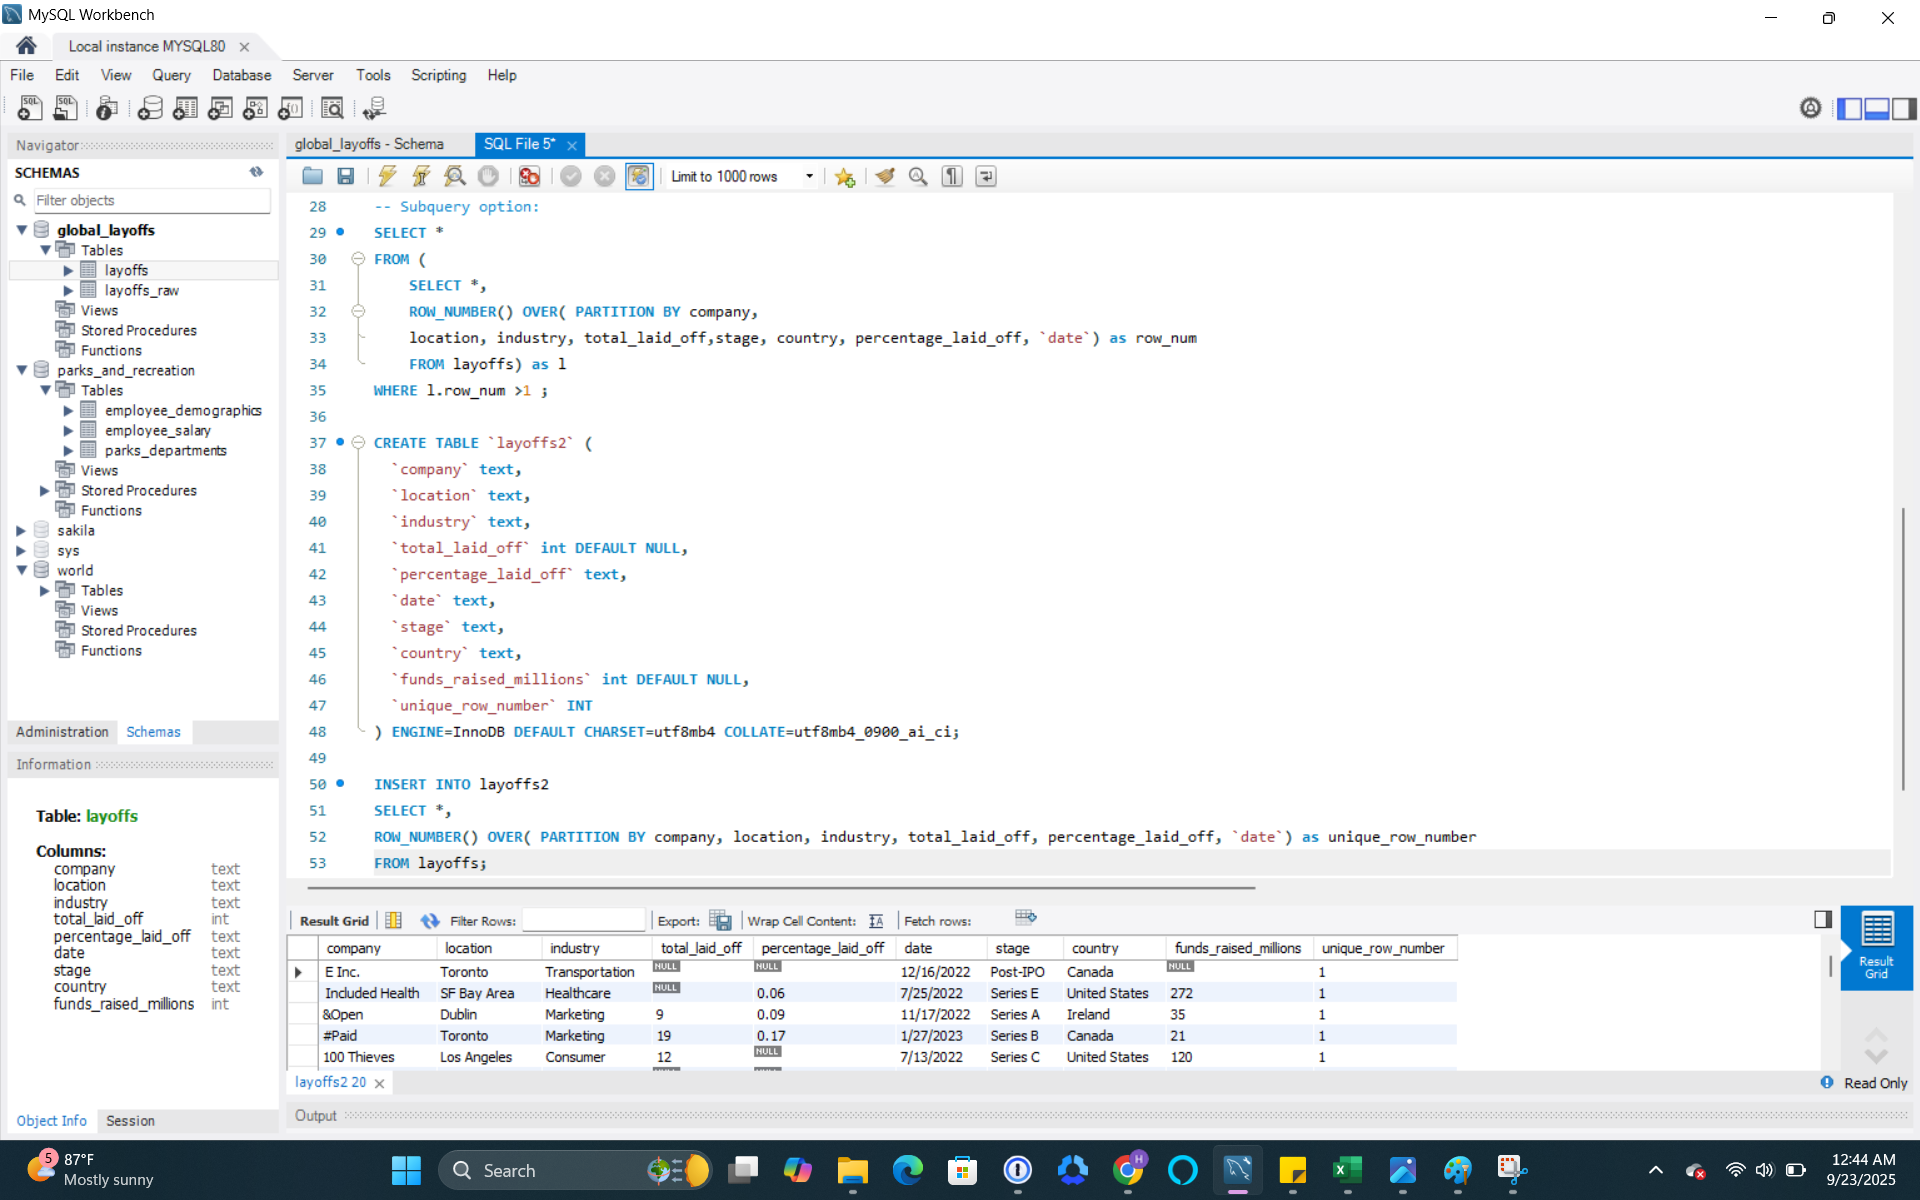 MySQL Workbench
Local instance MYSQL80
File Edit View Query Database Server Tools Scripting Help
Navigator
SCHEMAS
Filter objects
global_layoffs
Tables
layoffs
layoffs_raw
Views
Stored Procedures
Functions
parks_and_recreation
Tables
employee_demographics
employee_salary
parks_departments
Views
Stored Procedures
Functions
sakila
sys
world
Tables
Views
Stored Procedures
Functions
Administration Schemas
Information
Table: layoffs
Columns:
company text
location text
industry text
total_laid_off int
percentage_laid_off text
date text
stage text
country text
funds_raised_millions int
Object Info Session
global_layoffs - Schema SQL File 5*
Limit to 1000 rows
28 -- Subquery option:
29 SELECT *
30 FROM (
31 SELECT *,
32 ROW_NUMBER() OVER( PARTITION BY company,
33 location, industry, total_laid_off,stage, country, percentage_laid_off, `date`) as row_num
34 FROM layoffs) as l
35 WHERE l.row_num >1 ;
36
37 CREATE TABLE `layoffs2` (
38 `company` text,
39 `location` text,
40 `industry` text,
41 `total_laid_off` int DEFAULT NULL,
42 `percentage_laid_off` text,
43 `date` text,
44 `stage` text,
45 `country` text,
46 `funds_raised_millions` int DEFAULT NULL,
47 `unique_row_number` INT
48 ) ENGINE=InnoDB DEFAULT CHARSET=utf8mb4 COLLATE=utf8mb4_0900_ai_ci;
49
50 INSERT INTO layoffs2
51 SELECT *,
52 ROW_NUMBER() OVER( PARTITION BY company, location, industry, total_laid_off, percentage_laid_off, `date`) as unique_row_number
53 FROM layoffs;
Result Grid Filter Rows: Export: Wrap Cell Content: Fetch rows:
company location industry total_laid_off percentage_laid_off date stage country funds_raised_millions unique_row_number
E Inc. Toronto Transportation NULL NULL 12/16/2022 Post-IPO Canada NULL 1
Included Health SF Bay Area Healthcare NULL 0.06 7/25/2022 Series E United States 272 1
&Open Dublin Marketing 9 0.09 11/17/2022 Series A Ireland 35 1
#Paid Toronto Marketing 19 0.17 1/27/2023 Series B Canada 21 1
100 Thieves Los Angeles Consumer 12 NULL 7/13/2022 Series C United States 120 1
Result Grid
layoffs2 20
Read Only
Output
5
87°F
Mostly sunny
Search
H
12:44 AM
9/23/2025